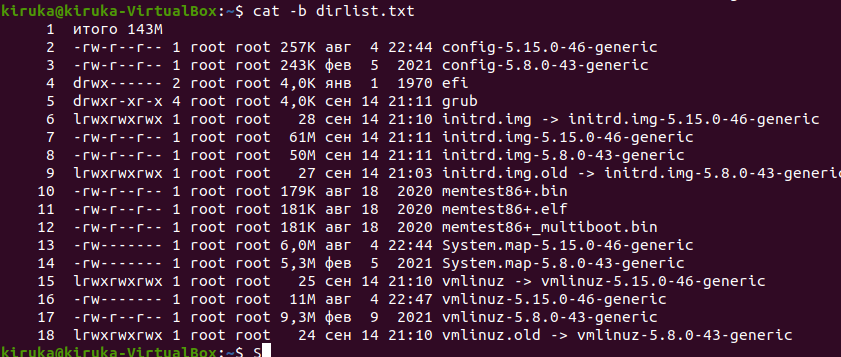 kiruka@kiruka-VirtualBox:~$ cat -b dirlist.txt
     1  итого 143M
     2  -rw-r--r-- 1 root root 257K авг  4 22:44 config-5.15.0-46-generic
     3  -rw-r--r-- 1 root root 243K фев  5  2021 config-5.8.0-43-generic
     4  drwx------ 2 root root 4,0K янв  1  1970 efi
     5  drwxr-xr-x 4 root root 4,0K сен 14 21:11 grub
     6  lrwxrwxrwx 1 root root   28 сен 14 21:10 initrd.img -> initrd.img-5.15.0-46-generic
     7  -rw-r--r-- 1 root root  61M сен 14 21:11 initrd.img-5.15.0-46-generic
     8  -rw-r--r-- 1 root root  50M сен 14 21:11 initrd.img-5.8.0-43-generic
     9  lrwxrwxrwx 1 root root   27 сен 14 21:03 initrd.img.old -> initrd.img-5.8.0-43-generic
    10  -rw-r--r-- 1 root root 179K авг 18  2020 memtest86+.bin
    11  -rw-r--r-- 1 root root 181K авг 18  2020 memtest86+.elf
    12  -rw-r--r-- 1 root root 181K авг 18  2020 memtest86+_multiboot.bin
    13  -rw------- 1 root root 6,0M авг  4 22:44 System.map-5.15.0-46-generic
    14  -rw------- 1 root root 5,3M фев  5  2021 System.map-5.8.0-43-generic
    15  lrwxrwxrwx 1 root root   25 сен 14 21:10 vmlinuz -> vmlinuz-5.15.0-46-generic
    16  -rw------- 1 root root  11M авг  4 22:47 vmlinuz-5.15.0-46-generic
    17  -rw------- 1 root root 9,3M фев  9  2021 vmlinuz-5.8.0-43-generic
    18  lrwxrwxrwx 1 root root   24 сен 14 21:10 vmlinuz.old -> vmlinuz-5.8.0-43-generic
kiruka@kiruka-VirtualBox:~$ S